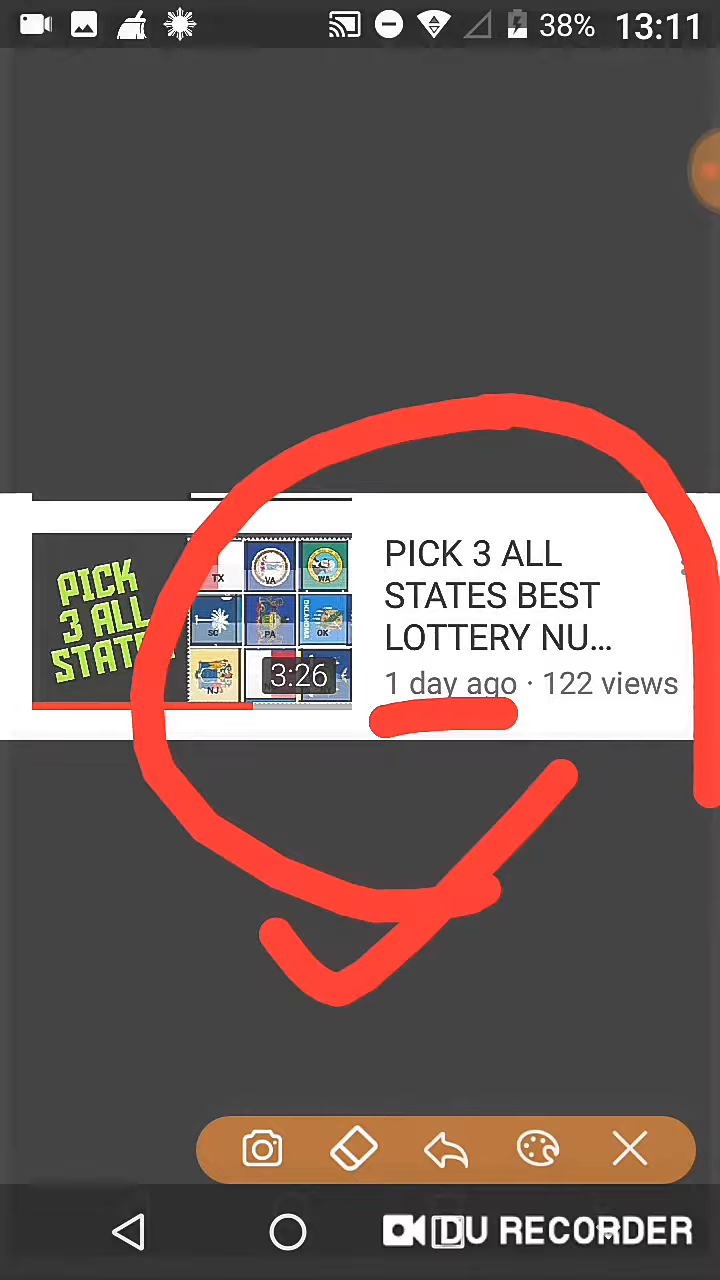 38% 13:11
PICK
3 ALL
STATE
TX VA WA
SC PA OKLAHOMA OK
NJ 3:26
PICK 3 ALL
STATES BEST
LOTTERY NU...
1 day ago · 122 views
DU RECORDER